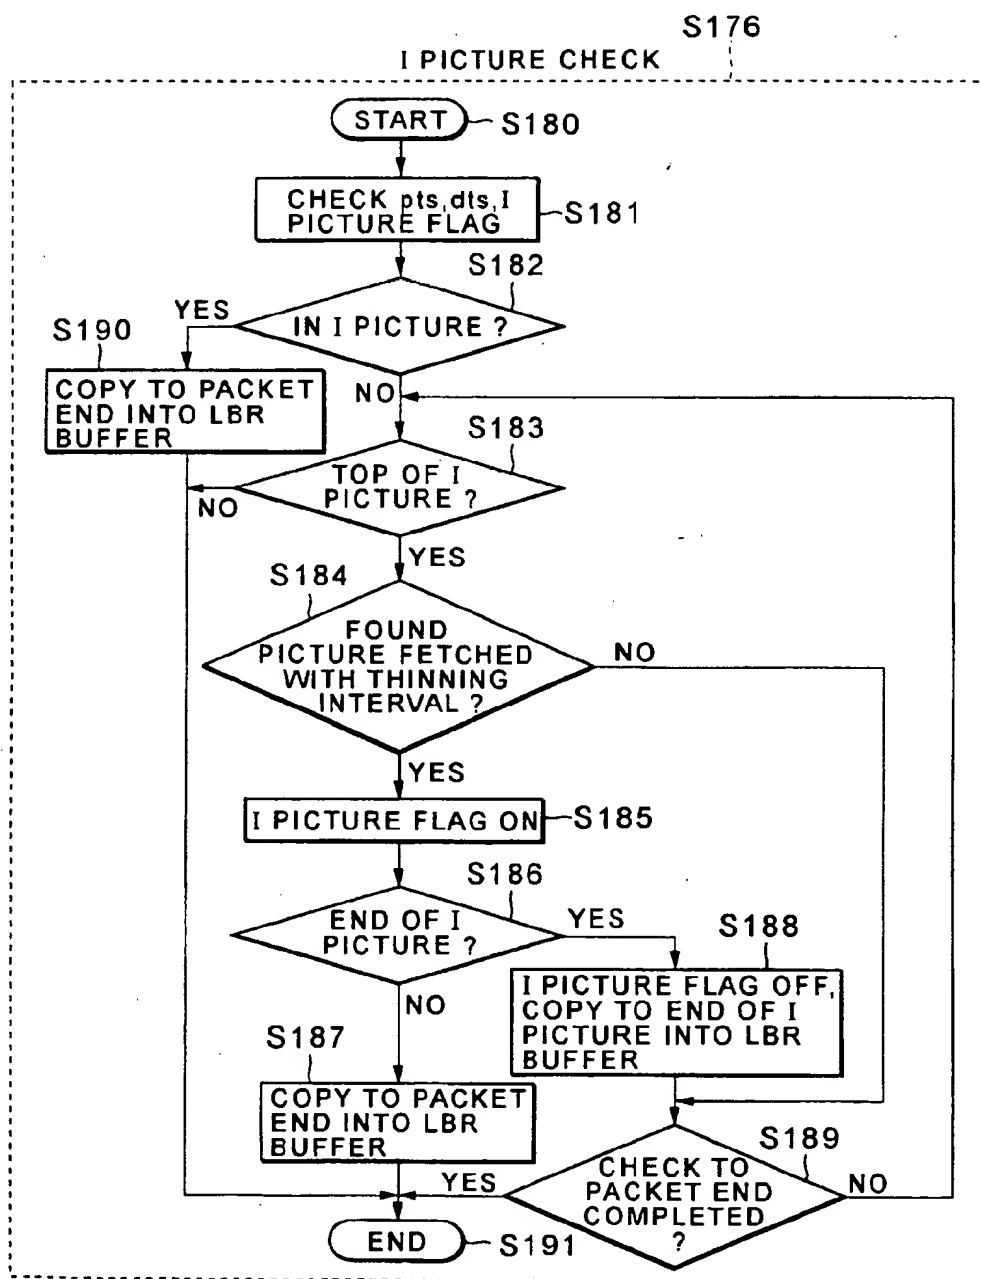 S176
I PICTURE CHECK
START
S180
CHECK pts,dts,I
PICTURE FLAG
S181
S182
IN I PICTURE ?
YES
S190
COPY TO PACKET
END INTO LBR
BUFFER
NO
S183
TOP OF I
PICTURE ?
NO
YES
S184
FOUND
PICTURE FETCHED
WITH THINNING
INTERVAL ?
NO
YES
I PICTURE FLAG ON
S185
S186
END OF I
PICTURE ?
YES
S188
I PICTURE FLAG OFF,
COPY TO END OF I
PICTURE INTO LBR
BUFFER
NO
S187
COPY TO PACKET
END INTO LBR
BUFFER
S189
CHECK TO
PACKET END
COMPLETED
?
YES
NO
END
S191